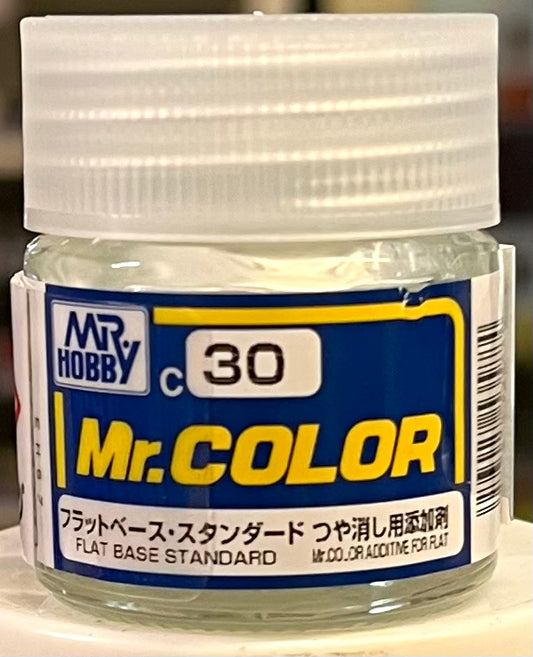 MR.
HOBBY
C 30
Mr.COLOR
フラットベース・スタンダード つや消し用添加剤
FLAT BASE STANDARD Mr.COLOR ADDITIVE FOR FLAT